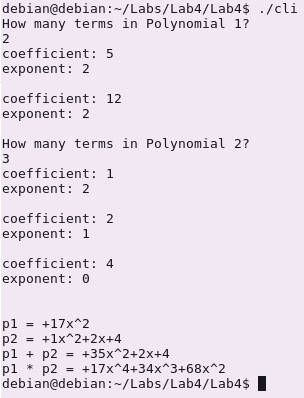 debian@debian:~/Labs/Lab4/Lab4$ ./cli
How many terms in Polynomial 1?
2
coefficient: 5
exponent: 2
coefficient: 12
exponent: 2
How many terms in Polynomial 2?
3
coefficient: 1
exponent: 2
coefficient: 2
exponent: 1
coefficient: 4
exponent: 0
p1 = +17x^2
p2 = +1x^2+2x+4
p1 + p2 = +35x^2+2x+4
p1 * p2 = +17x^4+34x^3+68x^2
debian@debian:~/Labs/Lab4/Lab4$